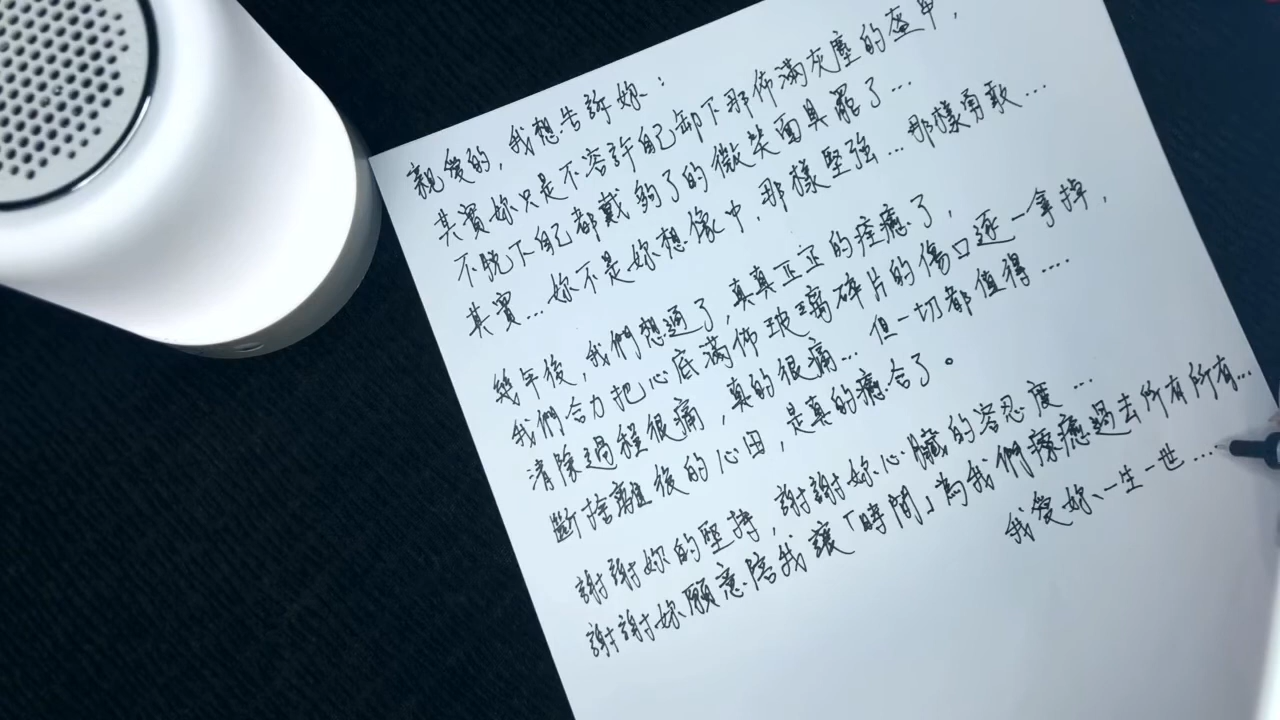 親愛的，我想告訴妳：
其實妳只是不容許自己卸下那佈滿灰塵的盔甲，
不脫下自己都戴夠了的微笑面具罷了...
其實...妳不是妳想像中，那樣堅強...那樣勇敢...
幾年後，我們想通了，真真正正的痊癒了，
我們合力把心底滿佈玻璃碎片的傷口逐一拿掉，
清除過程很痛，真的很痛... 但一切都值得....
斷捨離後的心田，是真的癒合了。
謝謝妳的堅持，謝謝妳心臟的容忍度...
謝謝妳願意陪我讓「時間」為我們療癒過去所有所有...
我愛妳、一生一世....